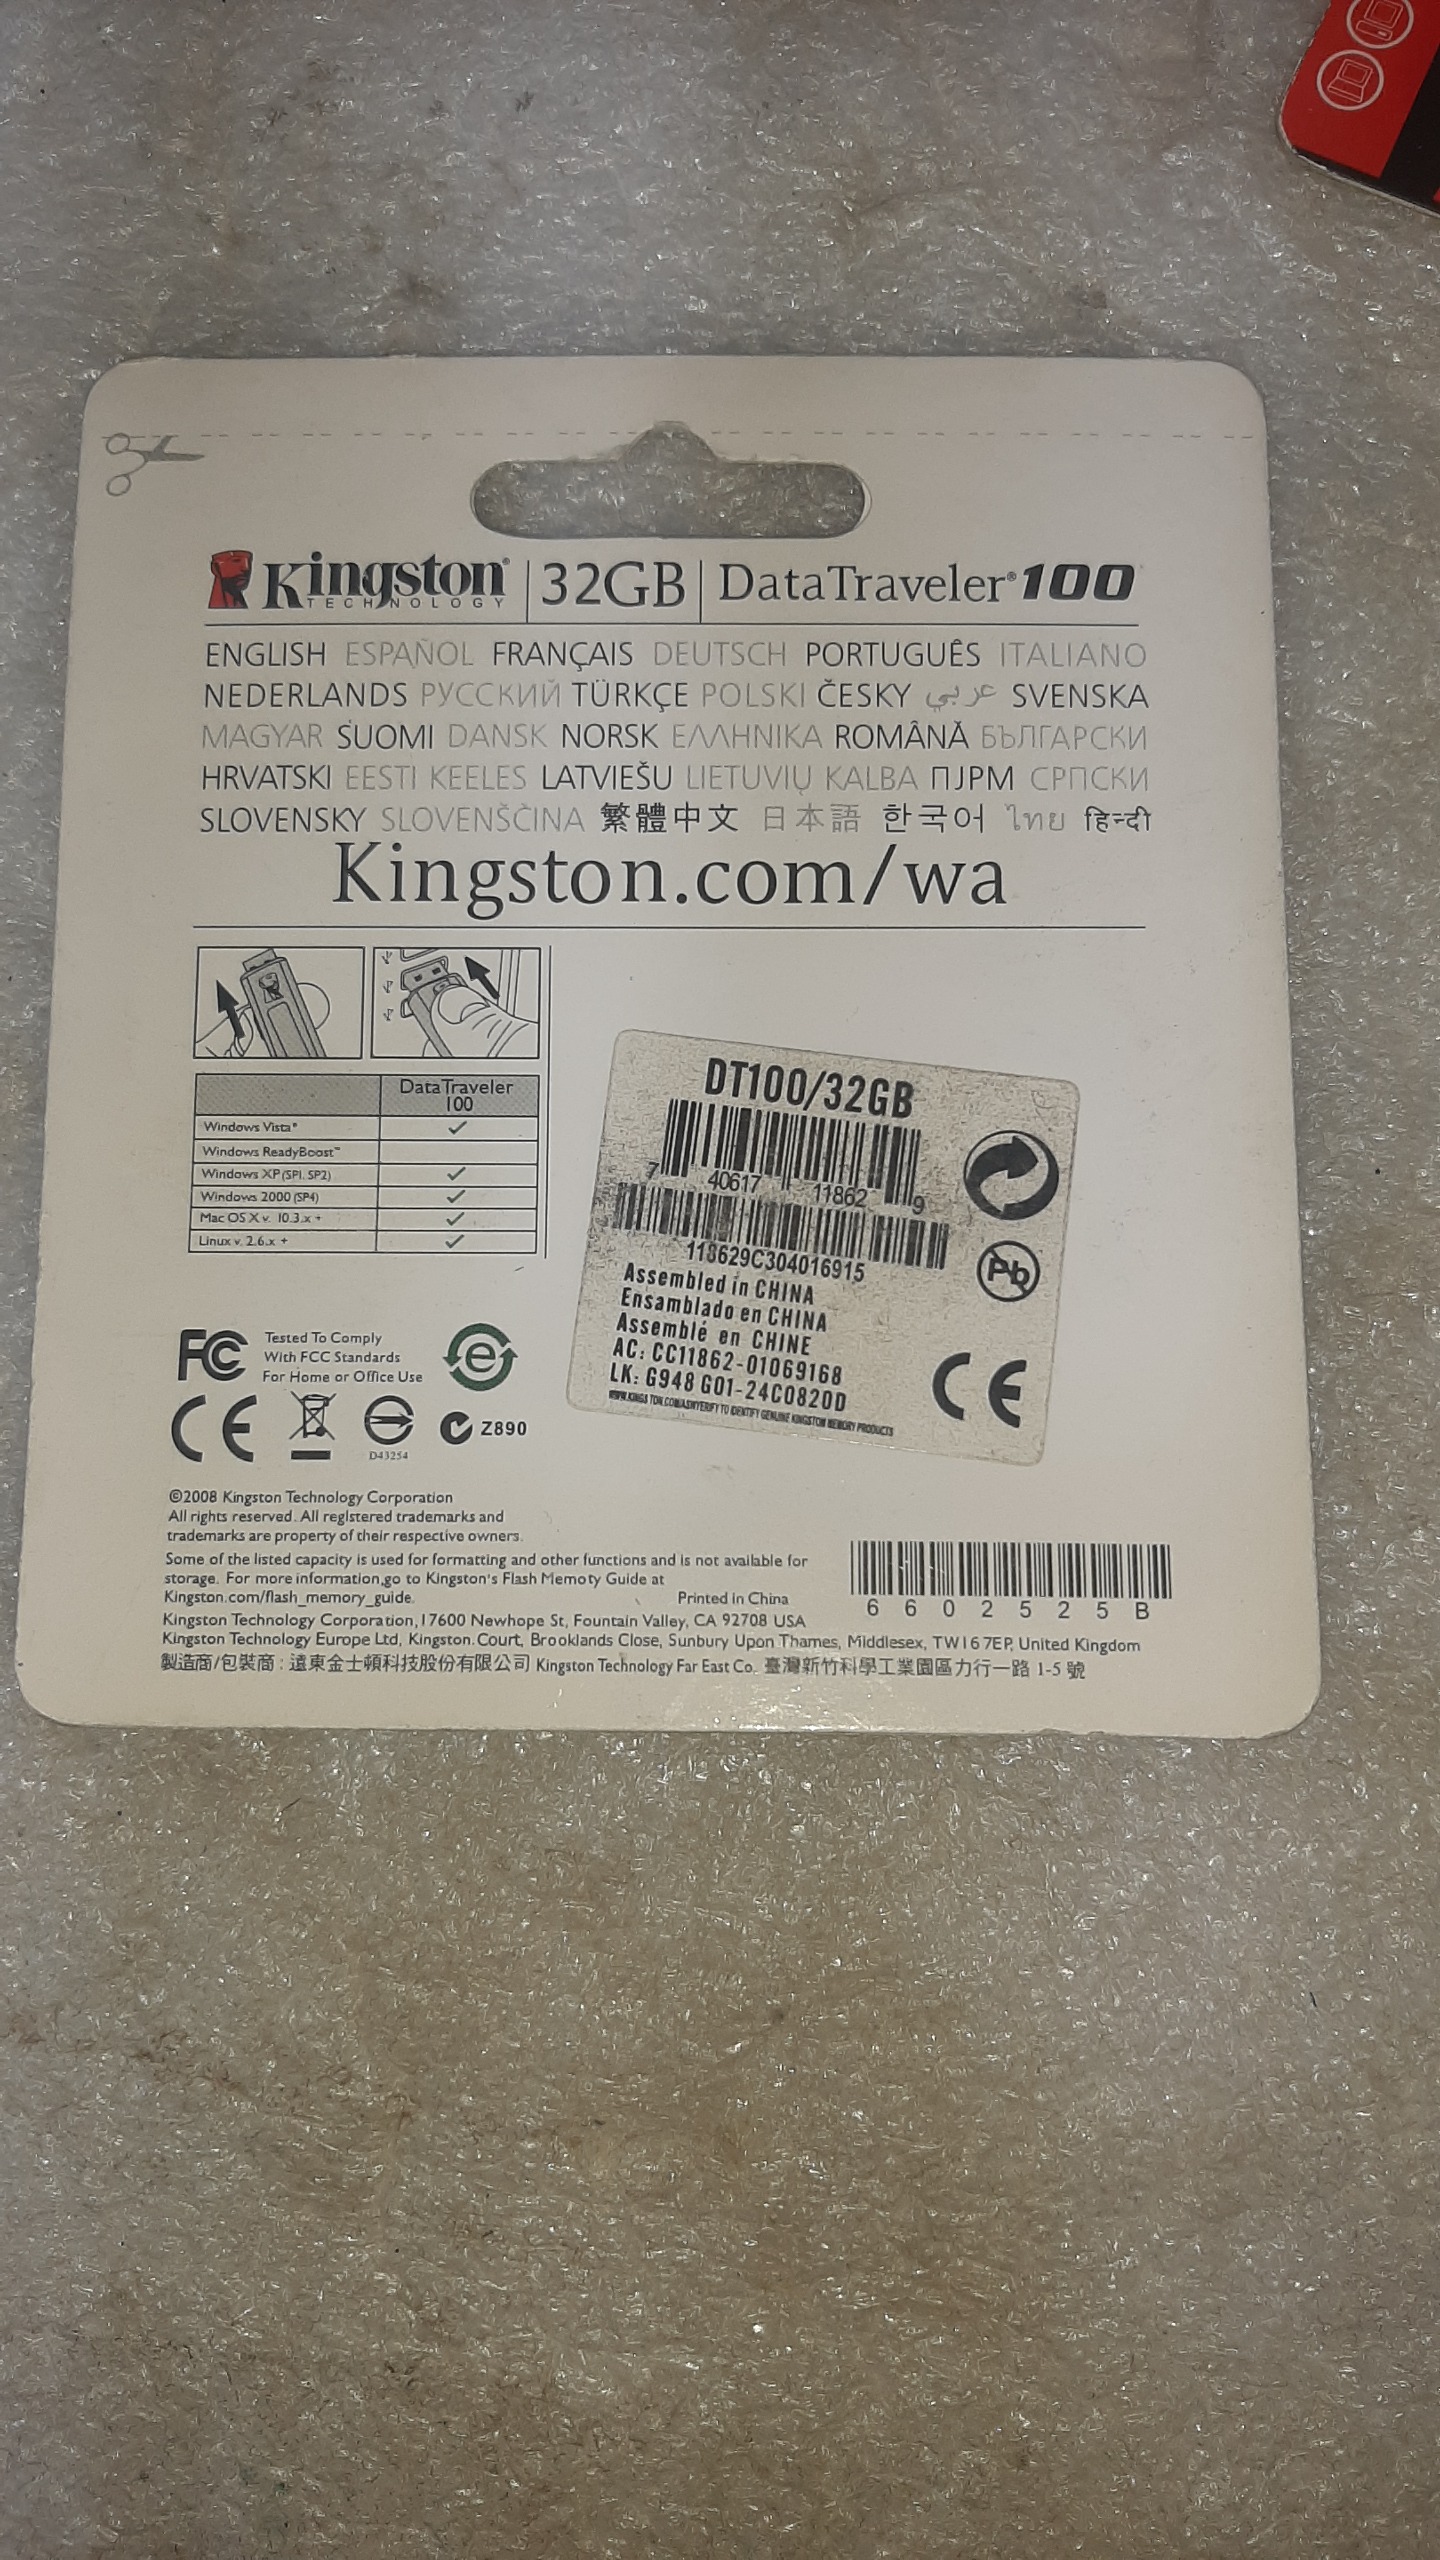 Kingston® | 32GB | DataTraveler®100
TECHNOLOGY
ENGLISH ESPAÑOL FRANÇAIS DEUTSCH PORTUGUÊS ITALIANO
NEDERLANDS РУССКИЙ TÜRKÇE POLSKI ČESKY عربي SVENSKA
MAGYAR SUOMI DANSK NORSK ΕΛΛΗΝΙΚΑ ROMÂNĂ БЪЛГАРСКИ
HRVATSKI EESTI KEELES LATVIEŠU LIETUVIŲ KALBA ПЈРМ СРПСКИ
SLOVENSKY SLOVENŠČINA 繁體中文 日本語 한국어 ไทย हिन्दी
Kingston.com/wa
DataTraveler
100
Windows Vista® ✓
Windows ReadyBoost™
Windows XP (SP1, SP2) ✓
Windows 2000 (SP4) ✓
Mac OS X v. 10.3.x + ✓
Linux v. 2.6.x + ✓
DT100/32GB
7 40617 11862 9
118629C304016915
Assembled in CHINA
Ensamblado en CHINA
Assemblé en CHINE
AC: CC11862-01069168
LK: G948 G01-24C0820D
Pb
CE
FC Tested To Comply
With FCC Standards
For Home or Office Use
e
CE D43254 Z890
©2008 Kingston Technology Corporation
All rights reserved. All registered trademarks and
trademarks are property of their respective owners.
Some of the listed capacity is used for formatting and other functions and is not available for
storage. For more information,go to Kingston's Flash Memoty Guide at
Kingston.com/flash_memory_guide. Printed in China
6602525B
Kingston Technology Corporation, 17600 Newhope St, Fountain Valley, CA 92708 USA
Kingston Technology Europe Ltd, Kingston.Court, Brooklands Close, Sunbury Upon Thames, Middlesex, TW16 7EP, United Kingdom
製造商/包裝商 : 遠東金士頓科技股份有限公司 Kingston Technology Far East Co. 臺灣新竹科學工業園區力行一路 1-5 號